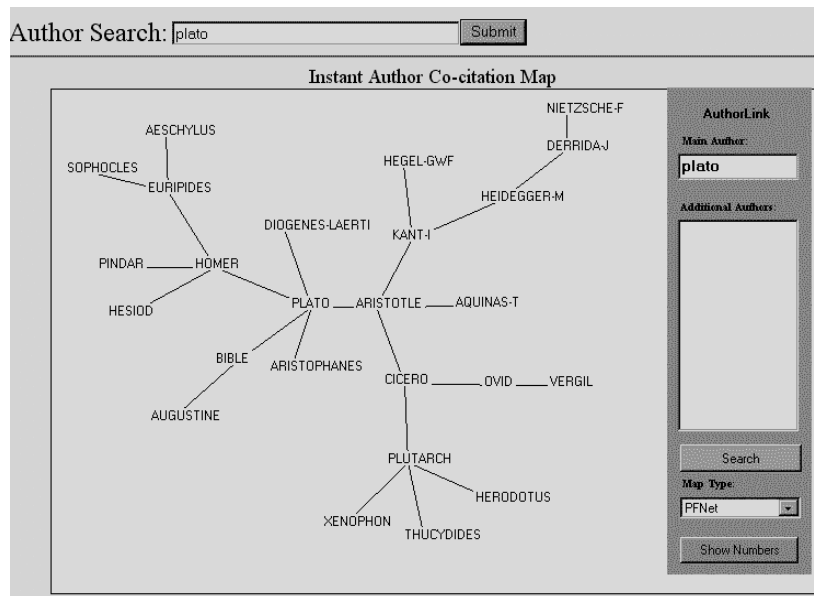 Author Search: plato Submit
Instant Author Co-citation Map
NIETZSCHE-F
AESCHYLUS
DERRIDA-J
SOPHOCLES
HEGEL-GWF
EURIPIDES
HEIDEGGER-M
DIOGENES-LAERTI
KANT-I
PINDAR
HOMER
HESIOD
PLATO
ARISTOTLE
AQUINAS-T
BIBLE
ARISTOPHANES
CICERO
OVID
VERGIL
AUGUSTINE
PLUTARCH
HERODOTUS
XENOPHON
THUCYDIDES
AuthorLink
Main Author:
plato
Additional Authors:
Search
Map Type:
PFNet
Show Numbers